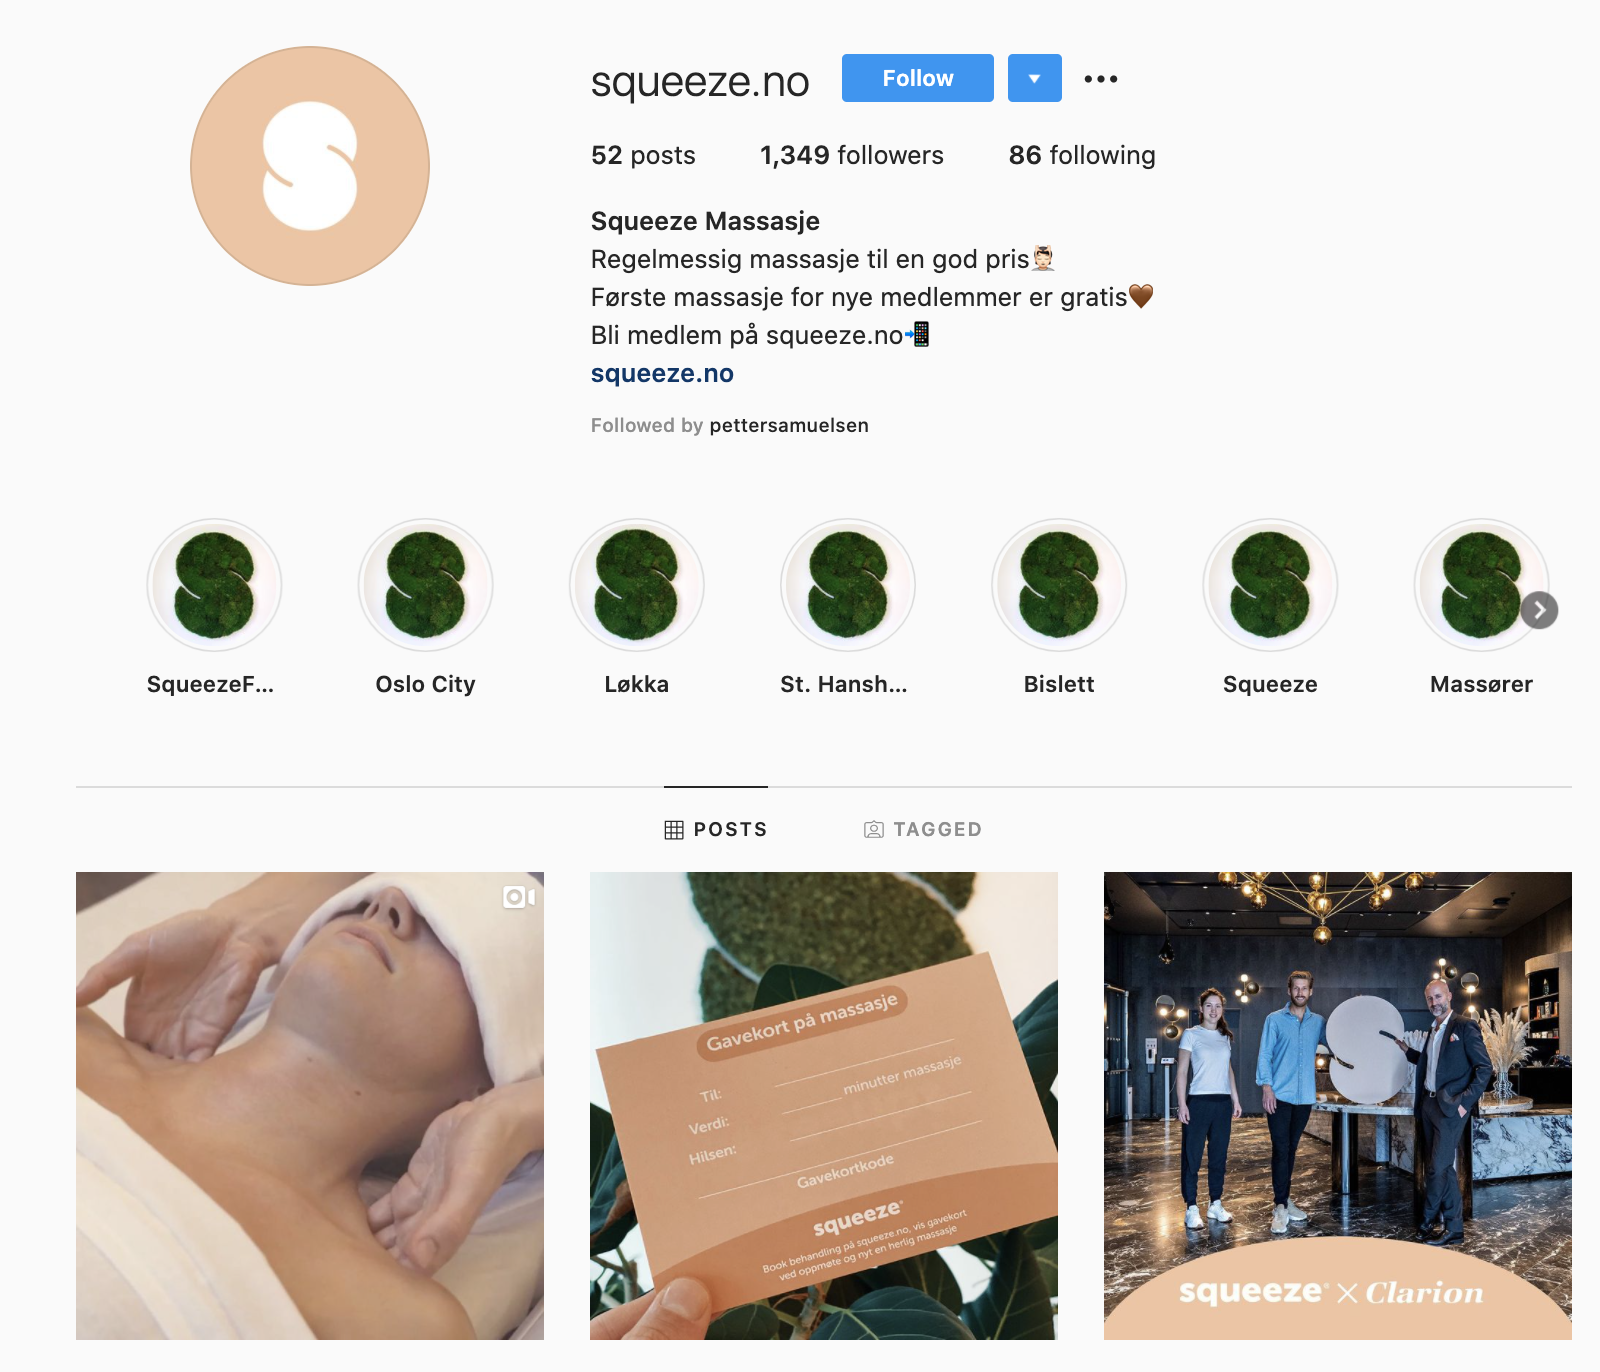 squeeze.no
Follow
52 posts
1,349 followers
86 following
Squeeze Massasje
Regelmessig massasje til en god pris💆🏻
Første massasje for nye medlemmer er gratis🤎
Bli medlem på squeeze.no📲
squeeze.no
Followed by pettersamuelsen
SqueezeF...
Oslo City
Løkka
St. Hansh...
Bislett
Squeeze
Massører
POSTS
TAGGED
Gavekort på massasje
Til:
Verdi:
minutter massasje
Hilsen:
Gavekortkode
squeeze®
Book behandling på squeeze.no, vis gavekort
ved oppmøte og nyt en herlig massasje
squeeze® × Clarion